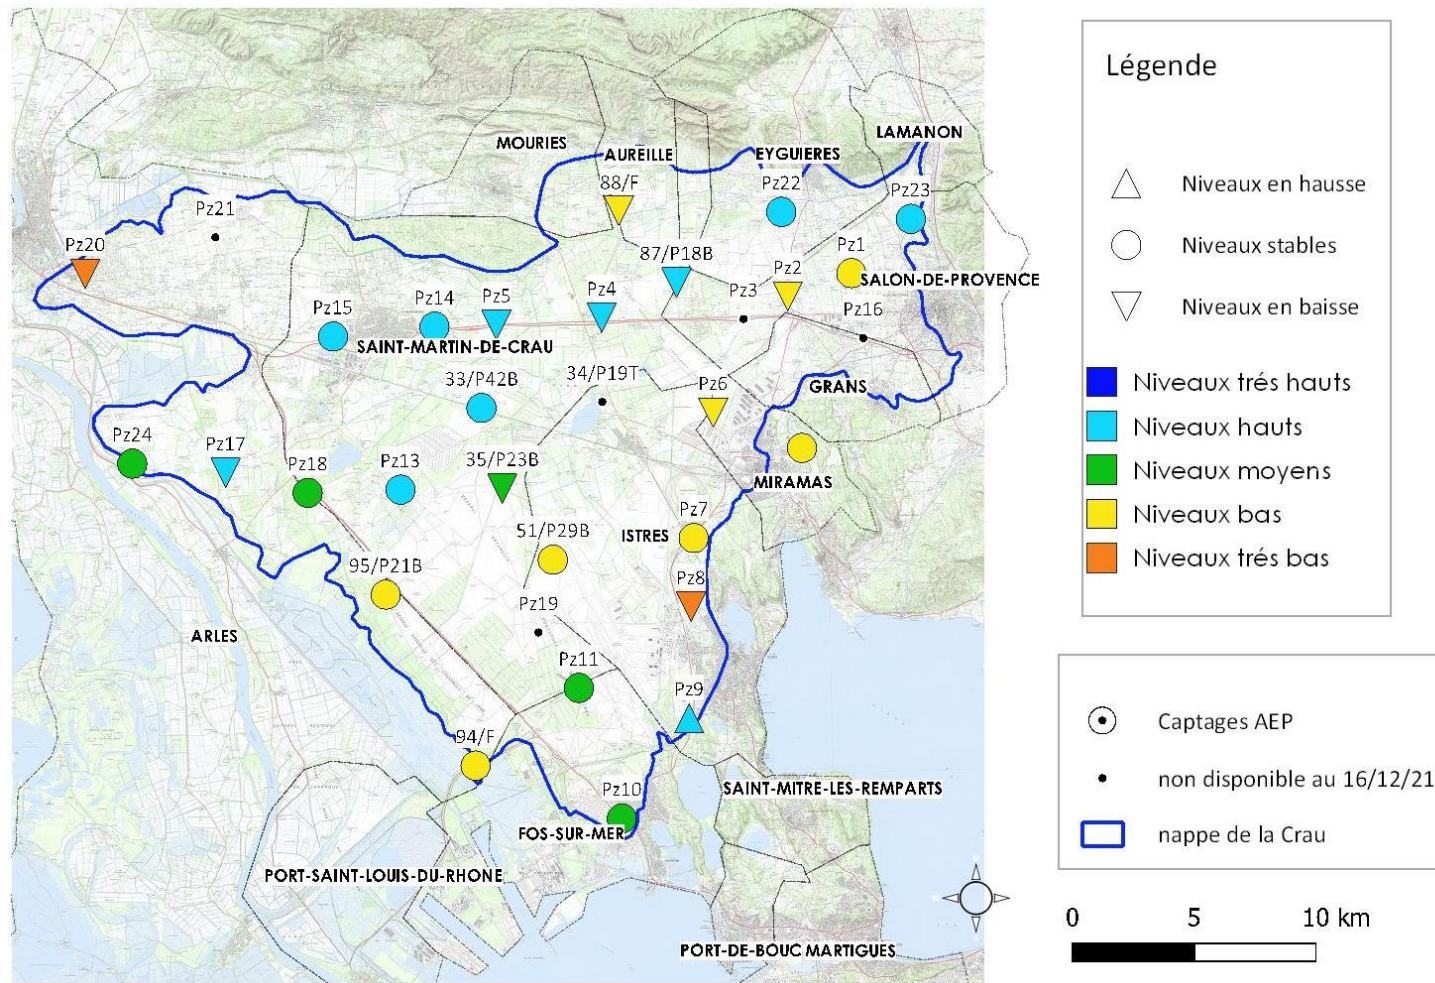 LAMANON
MOURIES
AUREILLE
EYGUIERES
88/F
Pz22
Pz23
Pz21
Pz20
87/P18B
Pz1
Pz2
SALON-DE-PROVENCE
Pz15
Pz14
Pz5
Pz4
Pz3
Pz16
SAINT-MARTIN-DE-CRAU
33/P42B
34/P19T
Pz6
GRANS
Pz24
Pz17
Pz18
Pz13
35/P23B
MIRAMAS
51/P29B
ISTRES
Pz7
95/P21B
Pz8
Pz19
ARLES
Pz11
Pz9
94/F
Pz10
SAINT-MITRE-LES-REMPARTS
FOS-SUR-MER
PORT-SAINT-LOUIS-DU-RHONE
PORT-DE-BOUC MARTIGUES
Légende
Niveaux en hausse
Niveaux stables
Niveaux en baisse
Niveaux trés hauts
Niveaux hauts
Niveaux moyens
Niveaux bas
Niveaux trés bas
Captages AEP
non disponible au 16/12/21
nappe de la Crau
0 5 10 km